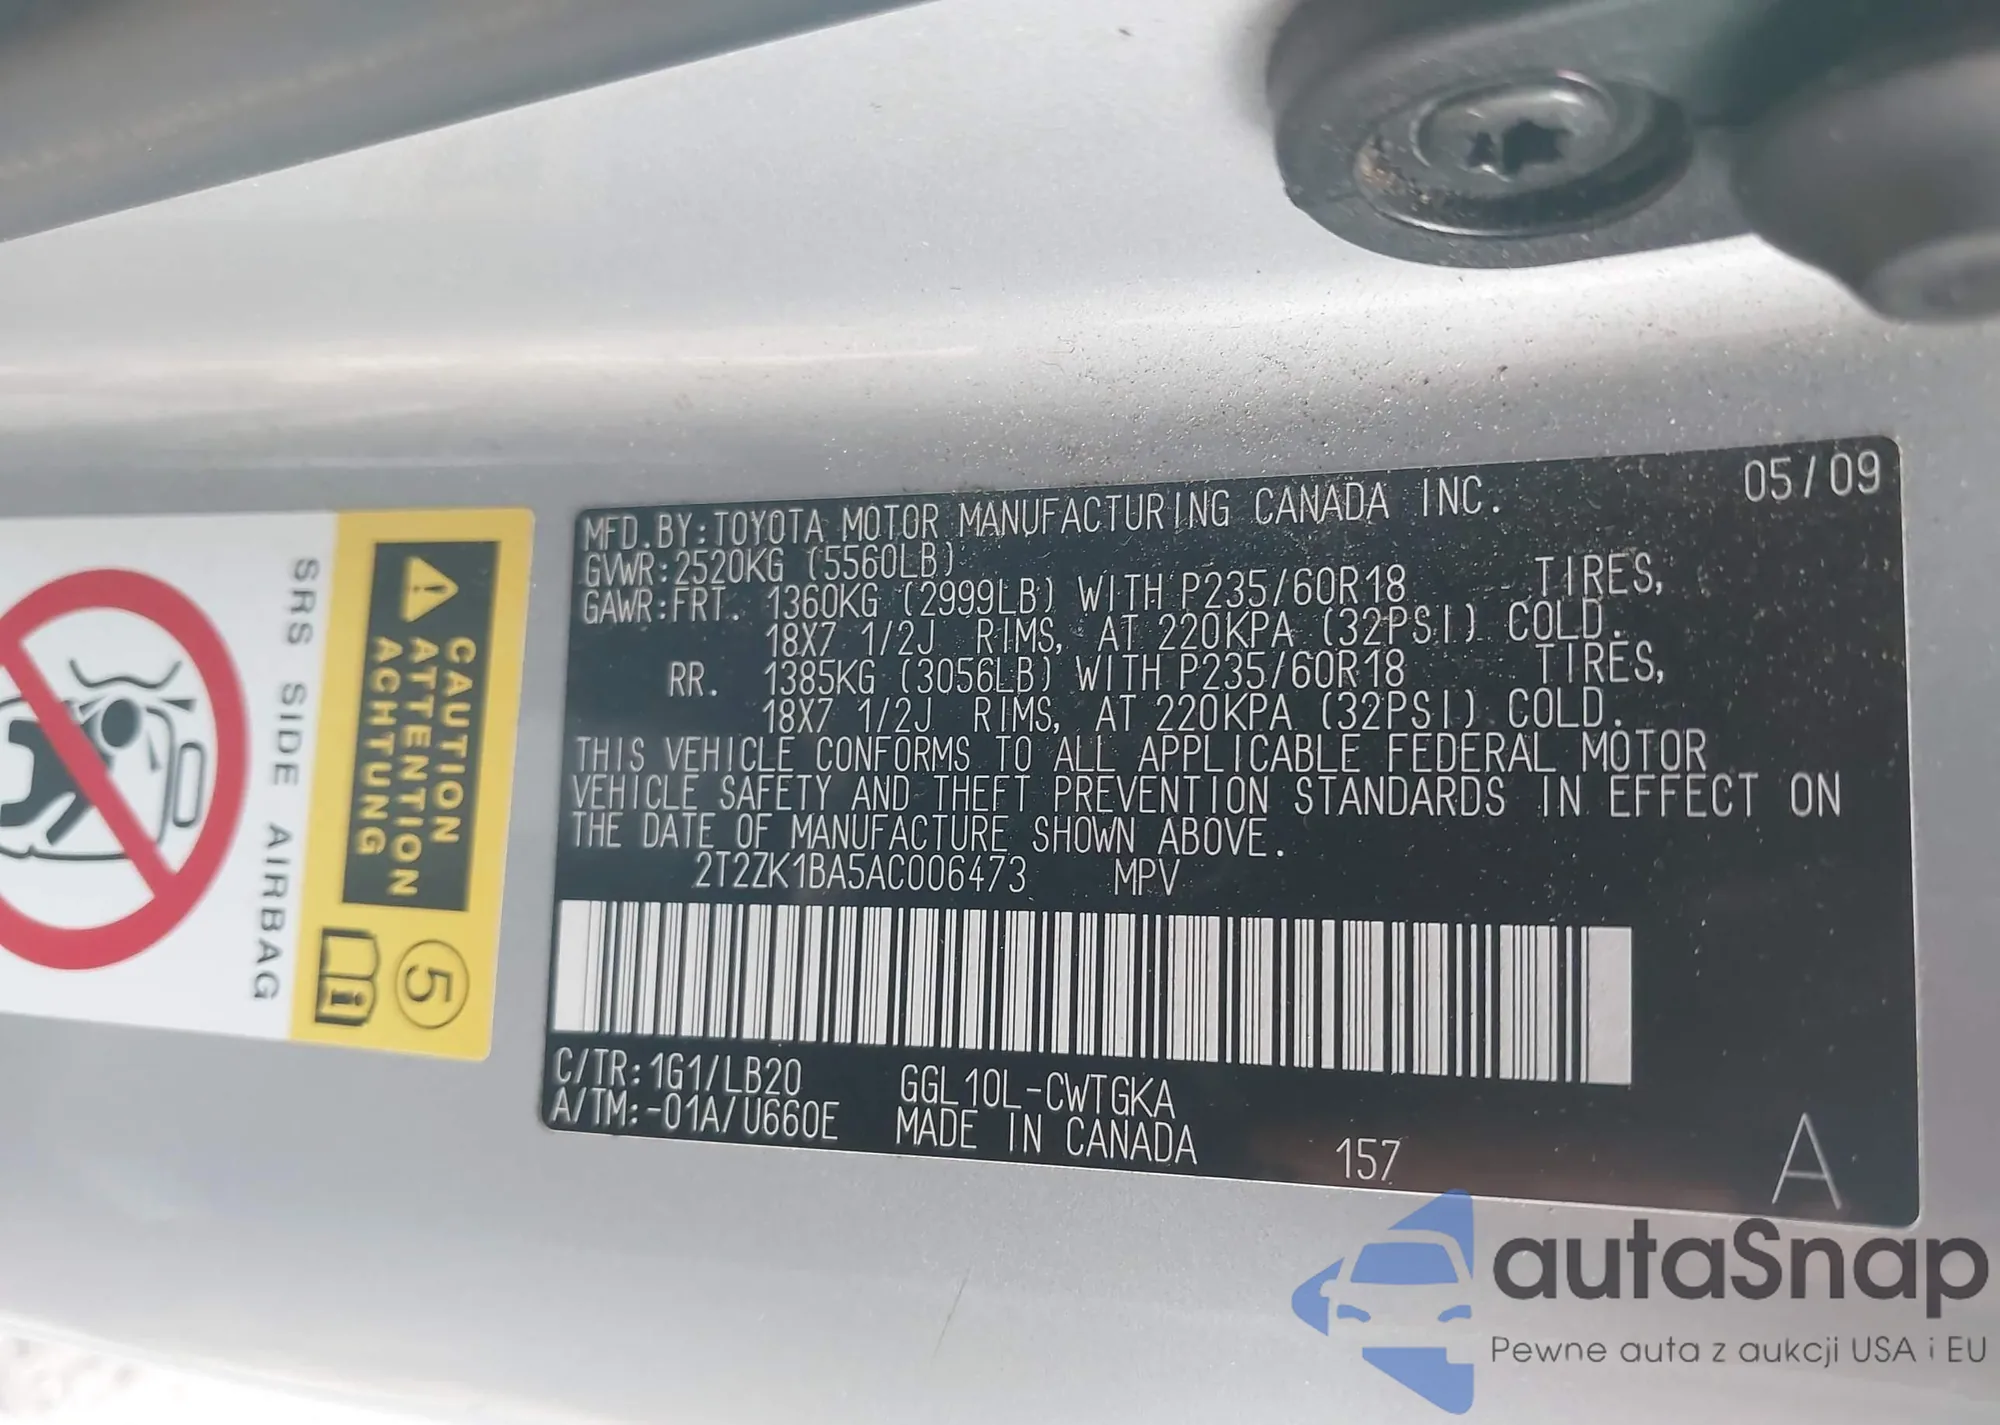 MFD.BY:TOYOTA MOTOR MANUFACTURING CANADA INC. 05/09
GVWR:2520KG (5560LB)
GAWR:FRT. 1360KG (2999LB) WITH P235/60R18 TIRES,
18X7 1/2J RIMS, AT 220KPA (32PSI) COLD.
RR. 1385KG (3056LB) WITH P235/60R18 TIRES,
18X7 1/2J RIMS, AT 220KPA (32PSI) COLD.
THIS VEHICLE CONFORMS TO ALL APPLICABLE FEDERAL MOTOR
VEHICLE SAFETY AND THEFT PREVENTION STANDARDS IN EFFECT ON
THE DATE OF MANUFACTURE SHOWN ABOVE.
2T2ZK1BA5AC006473 MPV
C/TR:1G1/LB20 GGL10L-CWTGKA
A/TM:-01A/U660E MADE IN CANADA 157 A
CAUTION
ATTENTION
ACHTUNG
SRS SIDE AIRBAG
5
i
autaSnap
Pewne auta z aukcji USA i EU